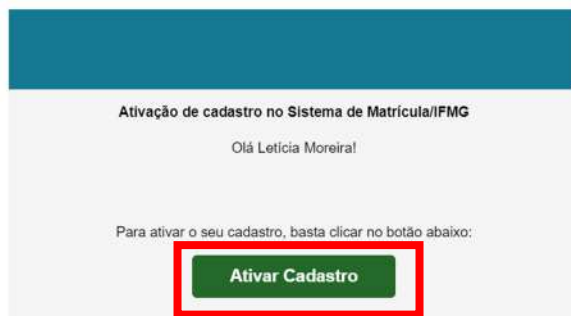 Ativação de cadastro no Sistema de Matrícula/IFMG
Olá Letícia Moreira!
Para ativar o seu cadastro, basta clicar no botão abaixo:
Ativar Cadastro